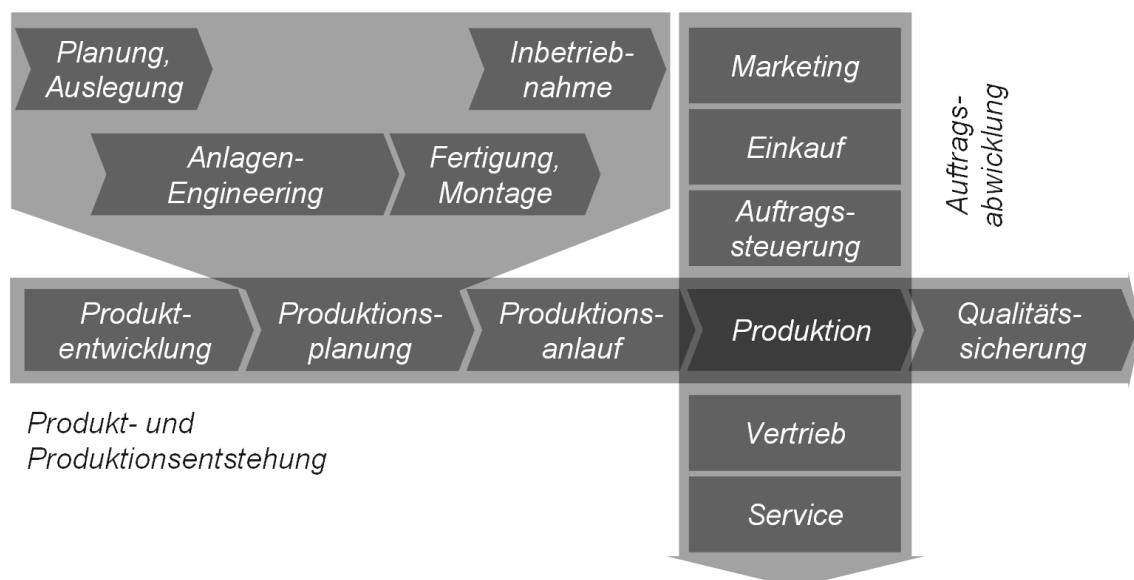 Planung,
Auslegung
Inbetrieb-
nahme
Anlagen-
Engineering
Fertigung,
Montage
Marketing
Einkauf
Auftrags-
steuerung
Auftrags-
abwicklung
Produkt-
entwicklung
Produktions-
planung
Produktions-
anlauf
Produktion
Qualitäts-
sicherung
Produkt- und
Produktionsentstehung
Vertrieb
Service